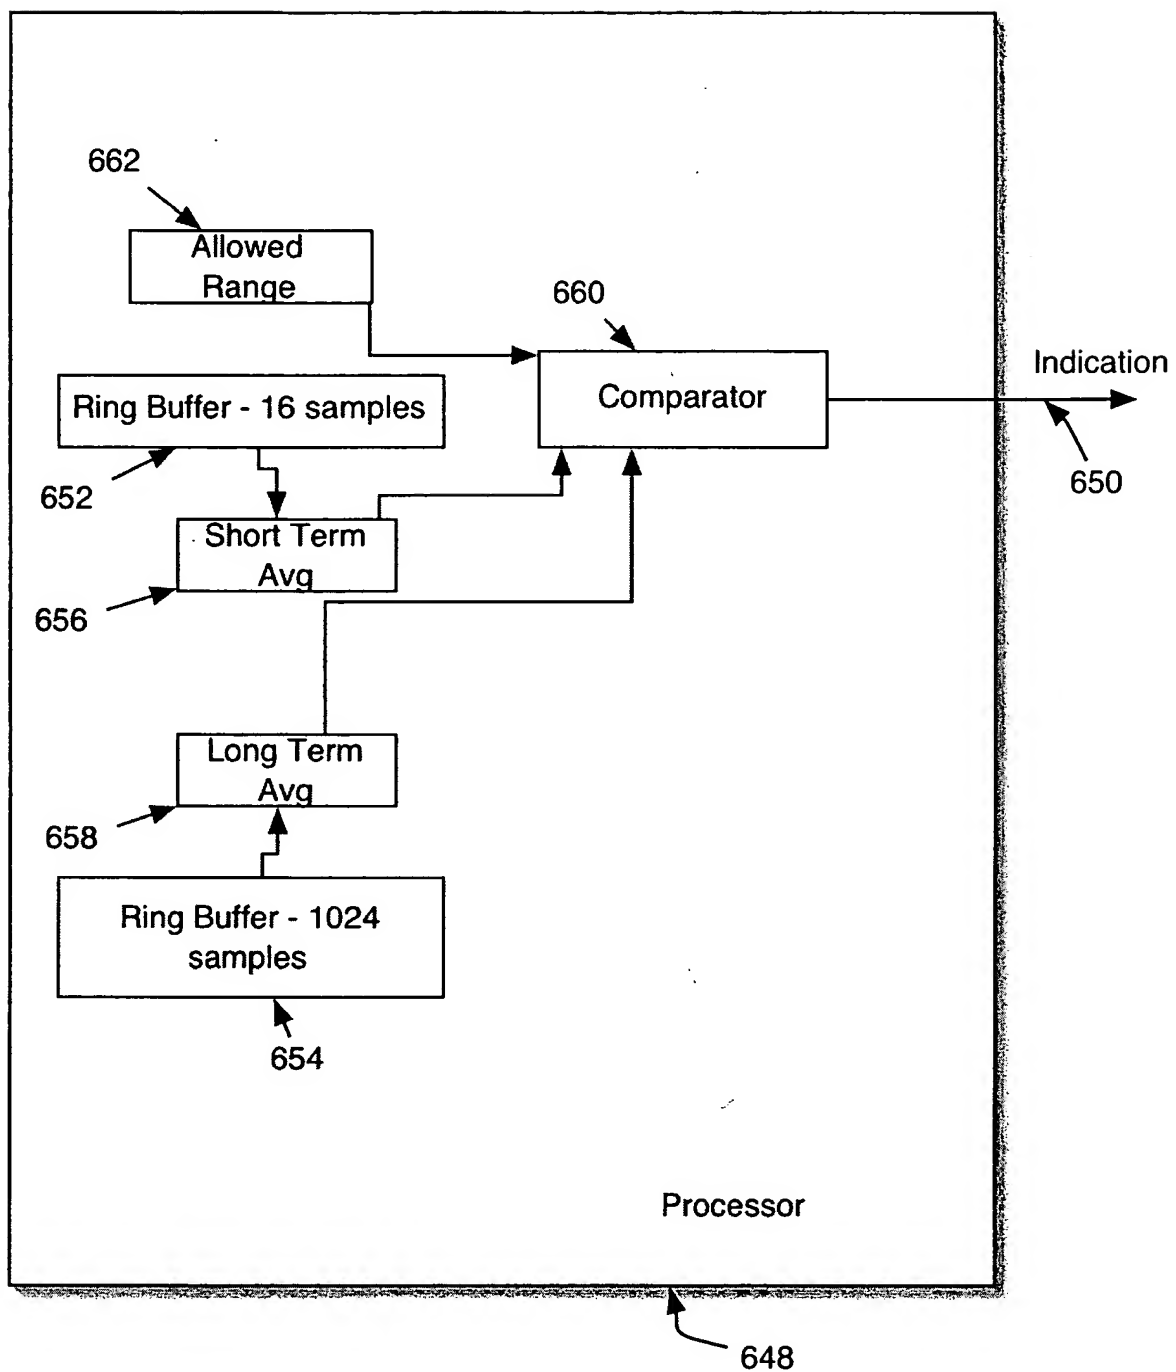 662
Allowed
Range
660
Comparator
Indication
650
Ring Buffer - 16 samples
652
Short Term
Avg
656
Long Term
Avg
658
Ring Buffer - 1024
samples
654
Processor
648